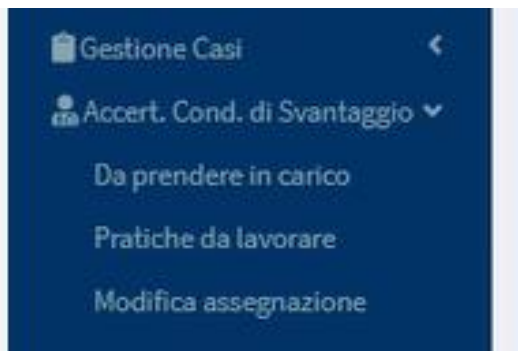 Gestione Casi
Accert. Cond. di Svantaggio
Da prendere in carico
Pratiche da lavorare
Modifica assegnazione